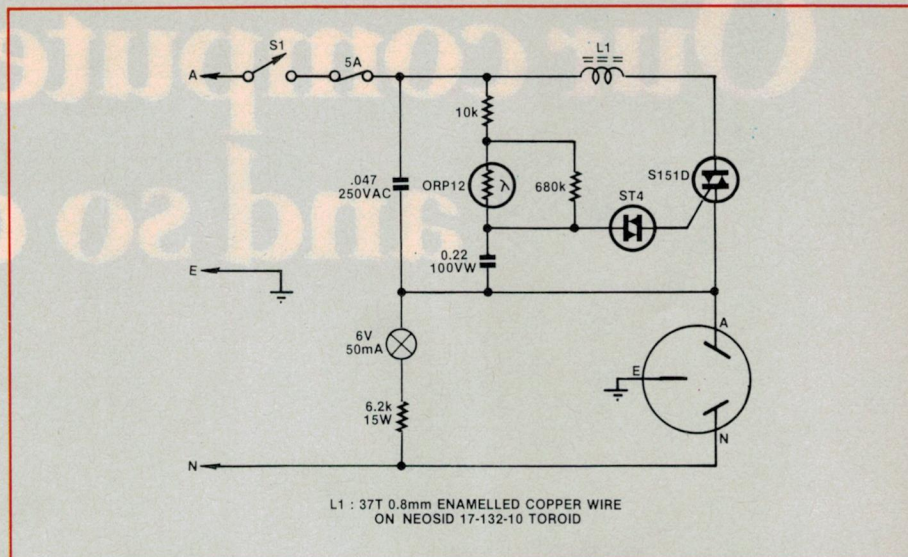 S1
5A
L1
A
10k
.047
250VAC
ORP12
λ
680k
ST4
S151D
0.22
100VW
E
6V
50mA
A
E
N
6.2k
15W
N
L1 : 37T 0.8mm ENAMELLED COPPER WIRE
ON NEOSID 17-132-10 TOROID
Our compute
and so e